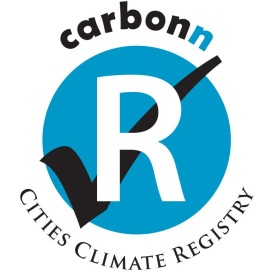 carbonn
R
CITIES CLIMATE REGISTRY